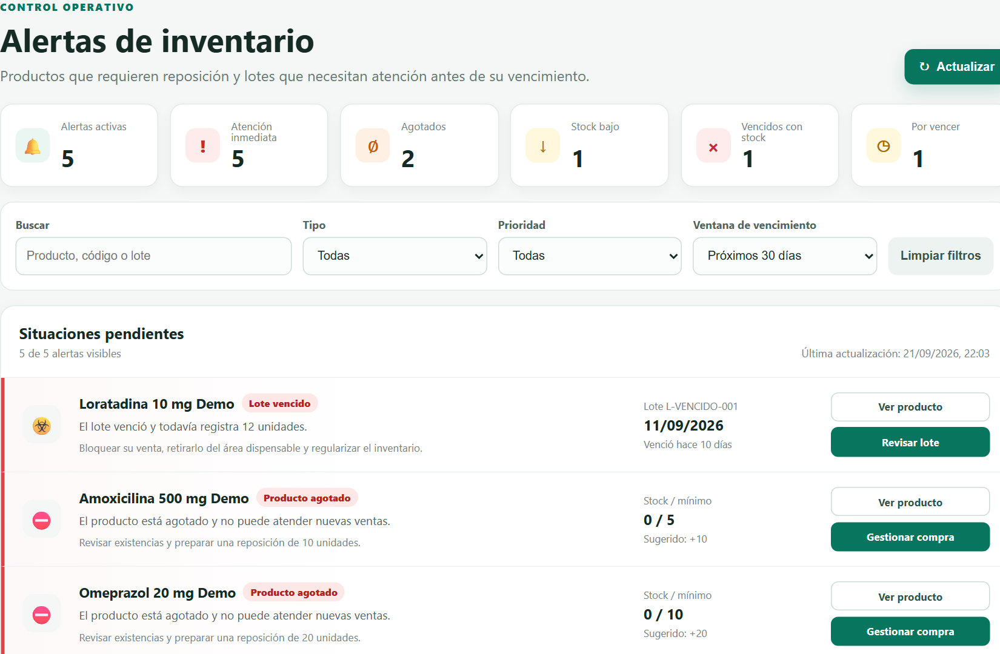 CONTROL OPERATIVO
Alertas de inventario
Productos que requieren reposición y lotes que necesitan atención antes de su vencimiento.
↻ Actualizar
Alertas activas
5
Atención
inmediata
5
Agotados
2
Stock bajo
1
Vencidos con
stock
1
Por vencer
1
Buscar
Producto, código o lote
Tipo
Todas
Prioridad
Todas
Ventana de vencimiento
Próximos 30 días
Limpiar filtros
Situaciones pendientes
5 de 5 alertas visibles
Última actualización: 21/09/2026, 22:03
Loratadina 10 mg Demo Lote vencido
El lote venció y todavía registra 12 unidades.
Bloquear su venta, retirarlo del área dispensable y regularizar el inventario.
Lote L-VENCIDO-001
11/09/2026
Venció hace 10 días
Ver producto
Revisar lote
Amoxicilina 500 mg Demo Producto agotado
El producto está agotado y no puede atender nuevas ventas.
Revisar existencias y preparar una reposición de 10 unidades.
Stock / mínimo
0 / 5
Sugerido: +10
Ver producto
Gestionar compra
Omeprazol 20 mg Demo Producto agotado
El producto está agotado y no puede atender nuevas ventas.
Revisar existencias y preparar una reposición de 20 unidades.
Stock / mínimo
0 / 10
Sugerido: +20
Ver producto
Gestionar compra